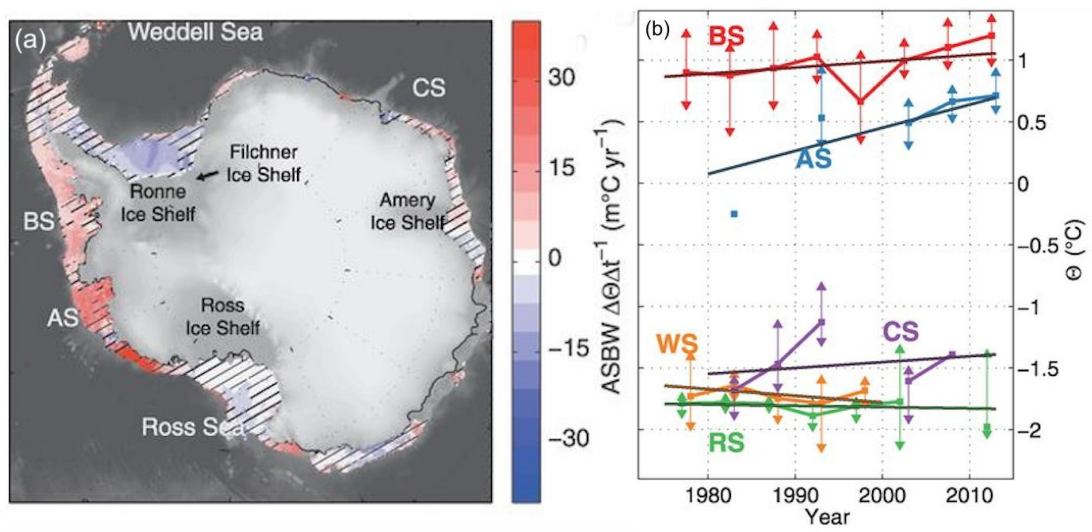 (a)
Weddell Sea
CS
Filchner
Ice Shelf
Ronne
Ice Shelf
Amery
Ice Shelf
BS
Ross
Ice Shelf
AS
Ross Sea
30
15
0
−15
−30
ASBW ΔΘΔt⁻¹ (m°C yr⁻¹)
(b)
BS
AS
WS
CS
RS
1
0.5
0
−0.5
−1
−1.5
−2
Θ (°C)
1980 1990 2000 2010
Year